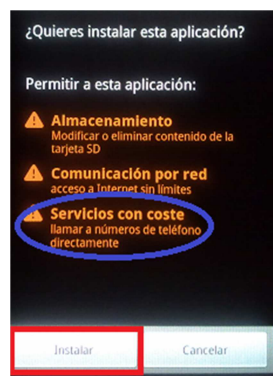 ¿Quieres instalar esta aplicación?
Permitir a esta aplicación:
Almacenamiento
Modificar o eliminar contenido de la
tarjeta SD
Comunicación por red
acceso a Internet sin límites
Servicios con coste
llamar a números de teléfono
directamente
Instalar
Cancelar